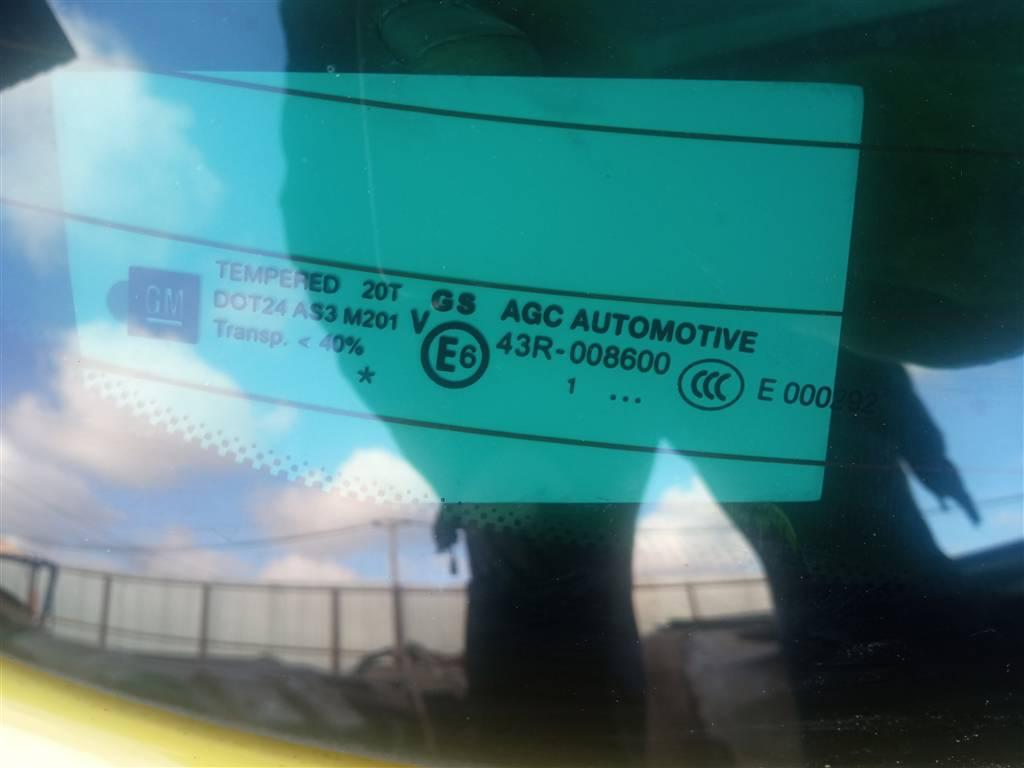 GM
TEMPERED 20T
DOT24 AS3 M201
Transp. < 40%
*
V
GS AGC AUTOMOTIVE
E6 43R-008600
1 ...
CCC E 000292